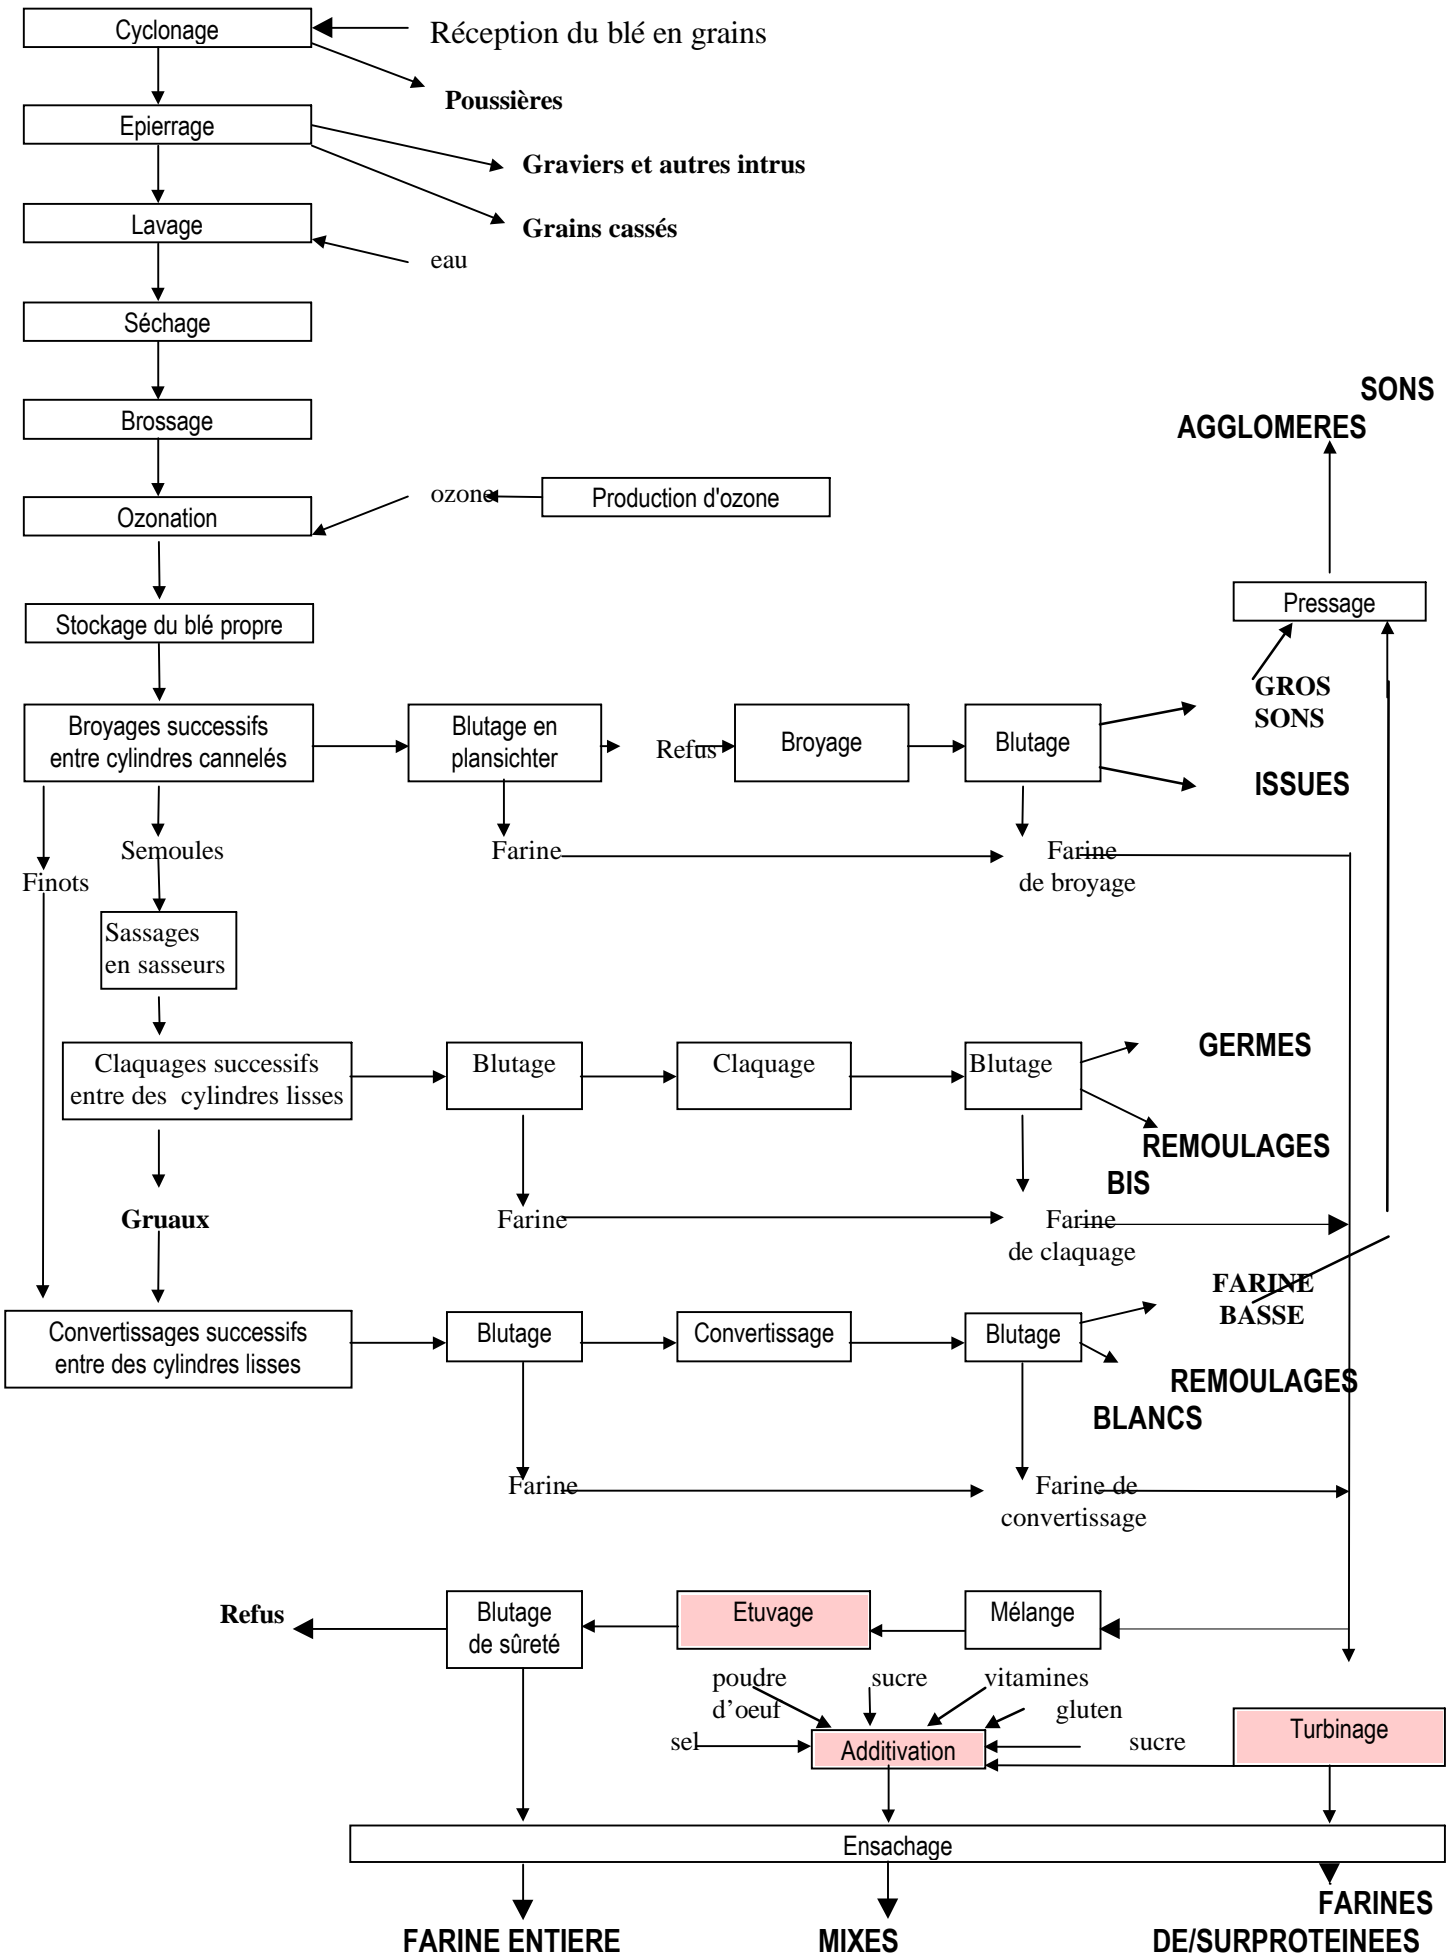 Cyclonage
Réception du blé en grains
Poussières
Epierrage
Graviers et autres intrus
Lavage
Grains cassés
eau
Séchage
SONS
AGGLOMERES
Brossage
ozone
Production d'ozone
Ozonation
Pressage
Stockage du blé propre
GROS
SONS
Broyages successifs
entre cylindres cannelés
Blutage en
plansichter
Refus
Broyage
Blutage
ISSUES
Semoules
Farine
Farine
de broyage
Finots
Sassages
en sasseurs
GERMES
Claquages successifs
entre des cylindres lisses
Blutage
Claquage
Blutage
REMOULAGES
BIS
Gruaux
Farine
Farine
de claquage
FARINE
BASSE
Convertissages successifs
entre des cylindres lisses
Blutage
Convertissage
Blutage
REMOULAGES
BLANCS
Farine
Farine de
convertissage
Refus
Blutage
de sûreté
Etuvage
Mélange
poudre
d’oeuf
sucre
vitamines
gluten
sel
Additivation
sucre
Turbinage
Ensachage
FARINE ENTIERE
MIXES
FARINES
DE/SURPROTEINEES